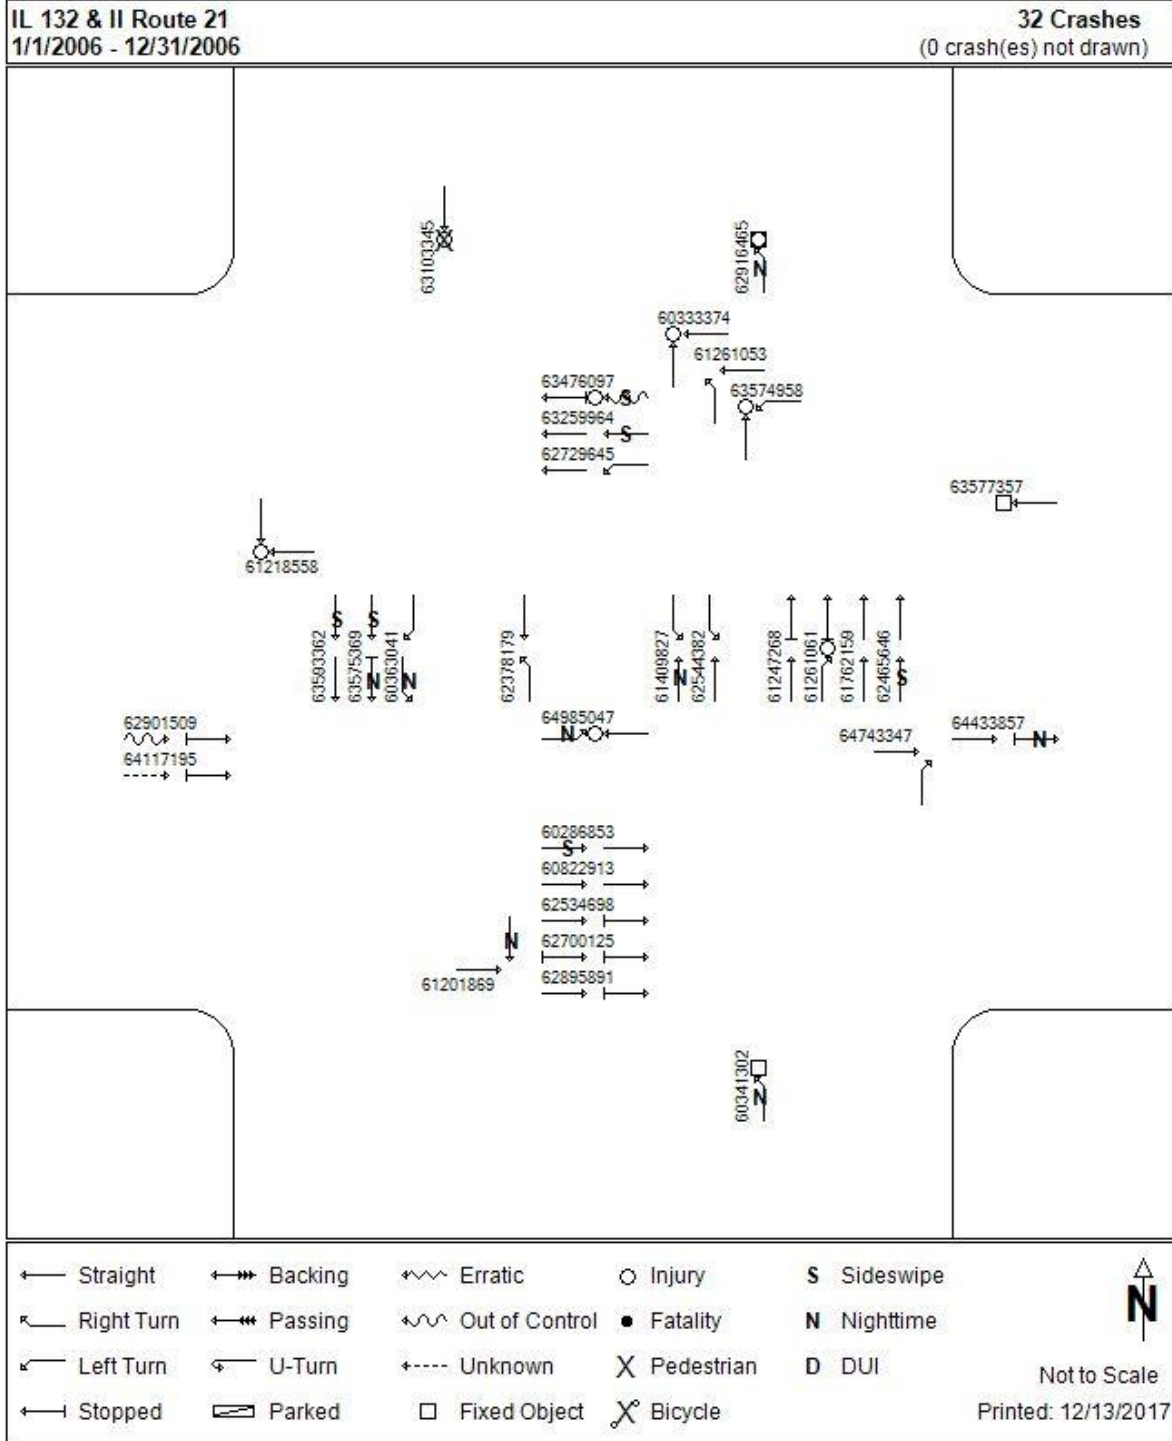 IL 132 & Il Route 21
1/1/2006 - 12/31/2006
32 Crashes
(0 crash(es) not drawn)
63103345
62916465
60333374
61261053
63476097
63574958
63259964
62729645
63577357
61218558
S
S
N
N
S
S
63593362
63575369
60363041
62378179
61409827
62544382
61247268
61261061
61762159
62465646
N
N
N
S
62901509
64985047
N
64743347
64433857
N
64117195
60286853
S
60822913
62534698
62700125
N
62895891
61201869
60341302
N
Straight
Backing
Erratic
Injury
S Sideswipe
Right Turn
Passing
Out of Control
Fatality
N Nighttime
Left Turn
U-Turn
Unknown
Pedestrian
D DUI
Stopped
Parked
Fixed Object
Bicycle
N
Not to Scale
Printed: 12/13/2017